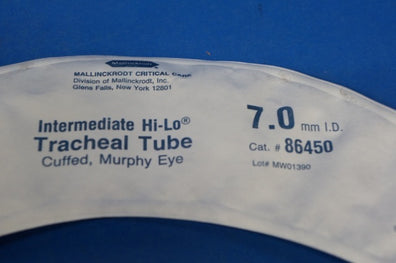 Mallinckrodt
MALLINCKRODT CRITICAL CARE
Division of Mallinckrodt, Inc.
Glens Falls, New York 12801
Intermediate Hi-Lo®
Tracheal Tube
Cuffed, Murphy Eye
7.0 mm I.D.
Cat. # 86450
Lot# MW01390